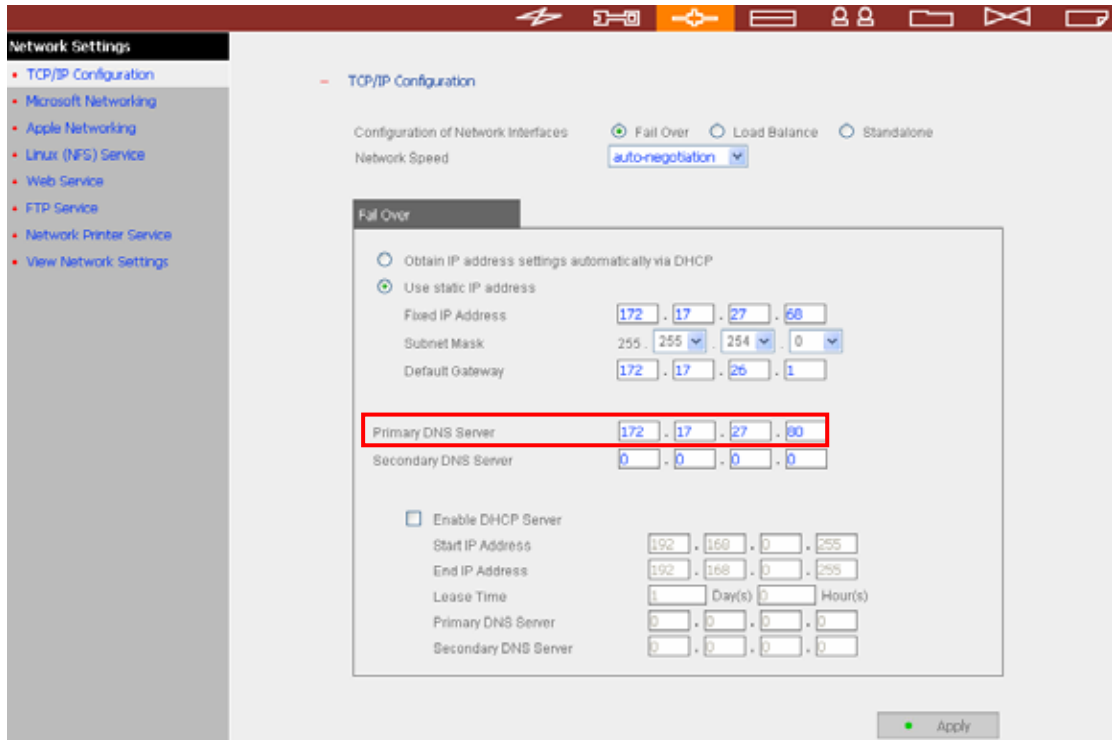 Network Settings
TCP/IP Configuration
Microsoft Networking
Apple Networking
Linux (NFS) Service
Web Service
FTP Service
Network Printer Service
View Network Settings
TCP/IP Configuration
Configuration of Network Interfaces Fail Over Load Balance Standalone
Network Speed auto-negotiation
Fail Over
Obtain IP address settings automatically via DHCP
Use static IP address
Fixed IP Address 172 . 17 . 27 . 68
Subnet Mask 255 . 255 . 254 . 0
Default Gateway 172 . 17 . 26 . 1
Primary DNS Server 172 . 17 . 27 . 80
Secondary DNS Server 0 . 0 . 0 . 0
Enable DHCP Server
Start IP Address 192 . 168 . 0 . 255
End IP Address 192 . 168 . 0 . 255
Lease Time 1 Day(s) 0 Hour(s)
Primary DNS Server 0 . 0 . 0 . 0
Secondary DNS Server 0 . 0 . 0 . 0
Apply